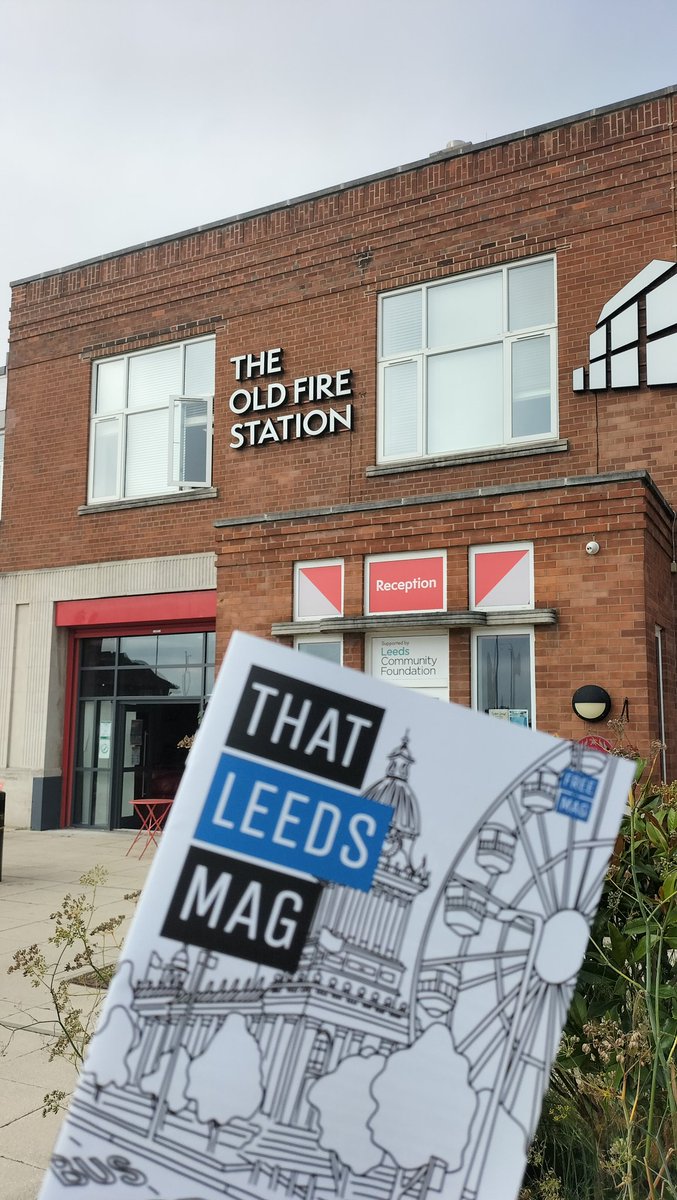 THE
OLD FIRE
STATION
Reception
Supported by
Leeds
Community
Foundation
THAT
LEEDS
MAG
FREE
MAG
BUS